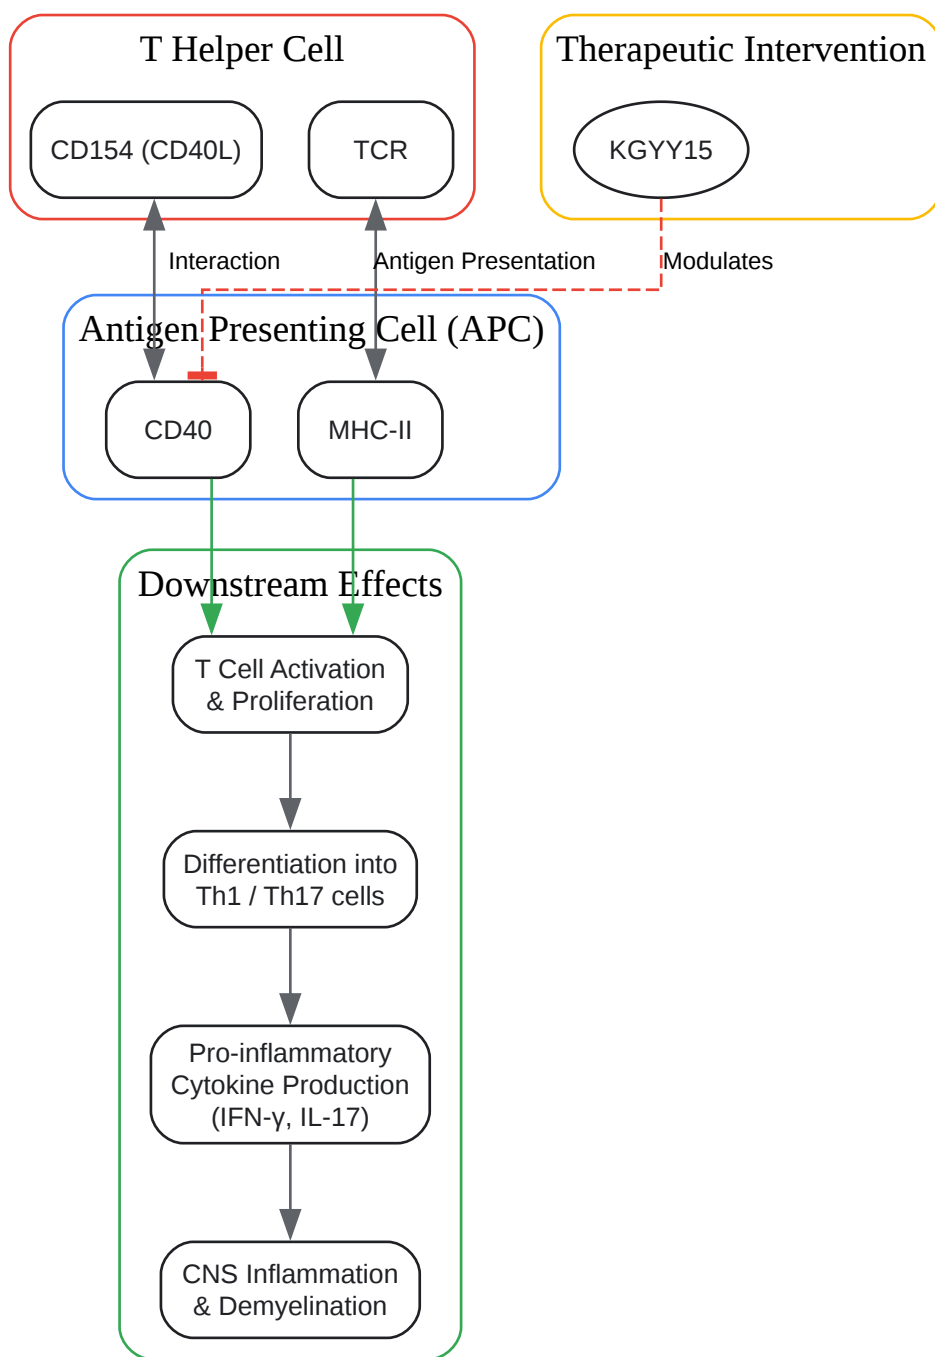 T Helper Cell
Therapeutic Intervention
CD154 (CD40L)
TCR
KGYY15
Interaction
Antigen Presentation
Modulates
Antigen Presenting Cell (APC)
CD40
MHC-II
Downstream Effects
T Cell Activation
& Proliferation
Differentiation into
Th1 / Th17 cells
Pro-inflammatory
Cytokine Production
(IFN-γ, IL-17)
CNS Inflammation
& Demyelination